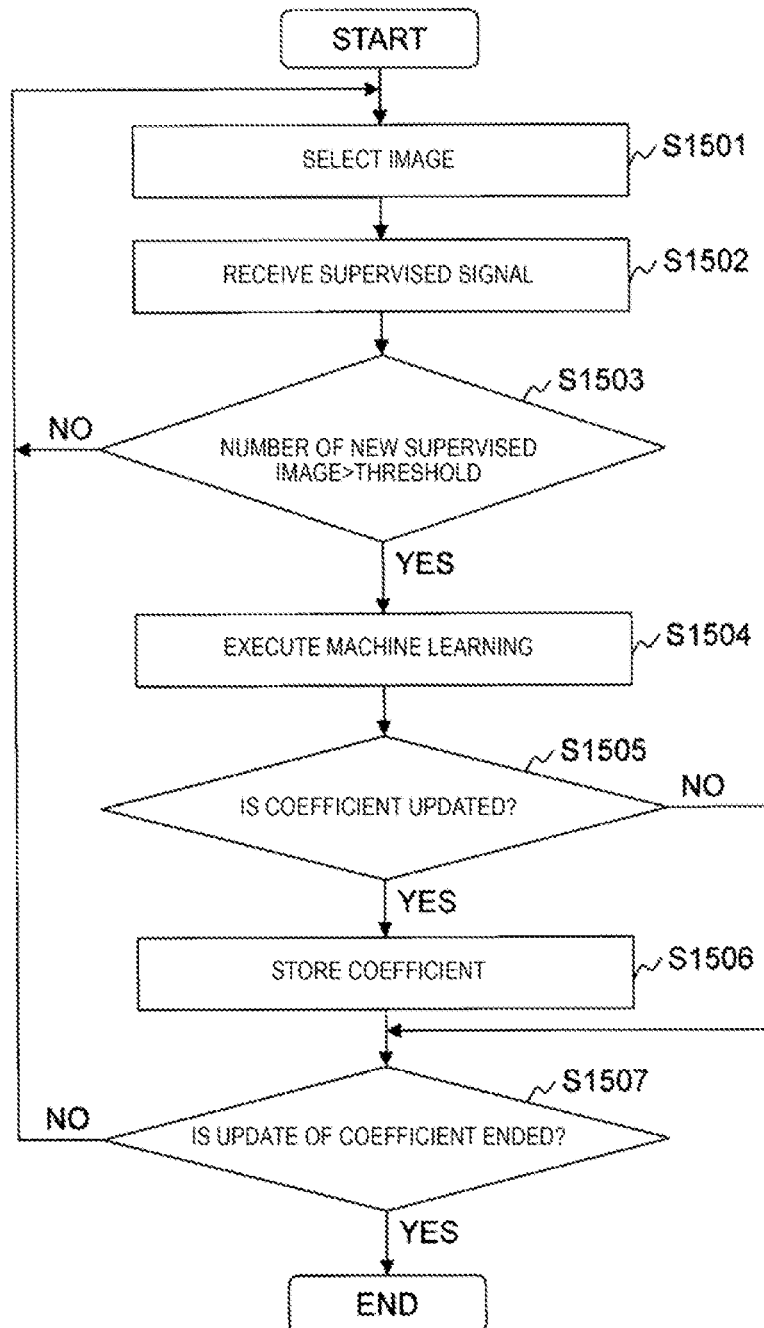 START
SELECT IMAGE
S1501
RECEIVE SUPERVISED SIGNAL
S1502
S1503
NO
NUMBER OF NEW SUPERVISED
IMAGE>THRESHOLD
YES
EXECUTE MACHINE LEARNING
S1504
S1505
IS COEFFICIENT UPDATED?
NO
YES
STORE COEFFICIENT
S1506
S1507
NO
IS UPDATE OF COEFFICIENT ENDED?
YES
END